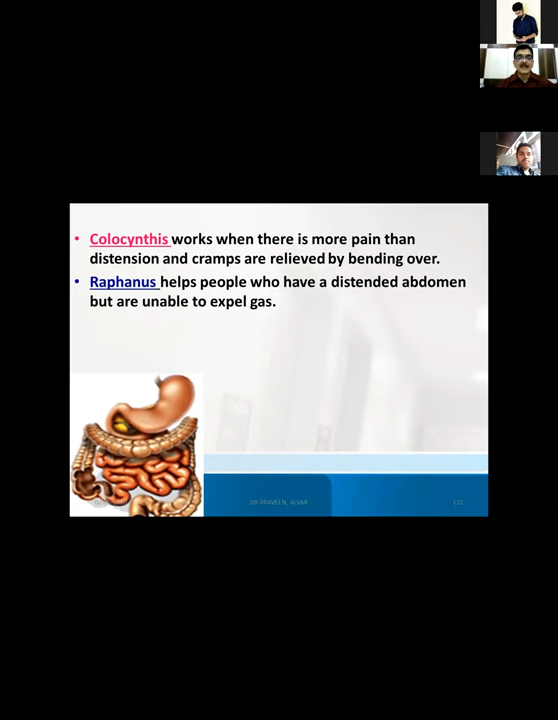 • Colocynthis works when there is more pain than
distension and cramps are relieved by bending over.
• Raphanus helps people who have a distended abdomen
but are unable to expel gas.
DR PRAVEEN, ALVAR
132